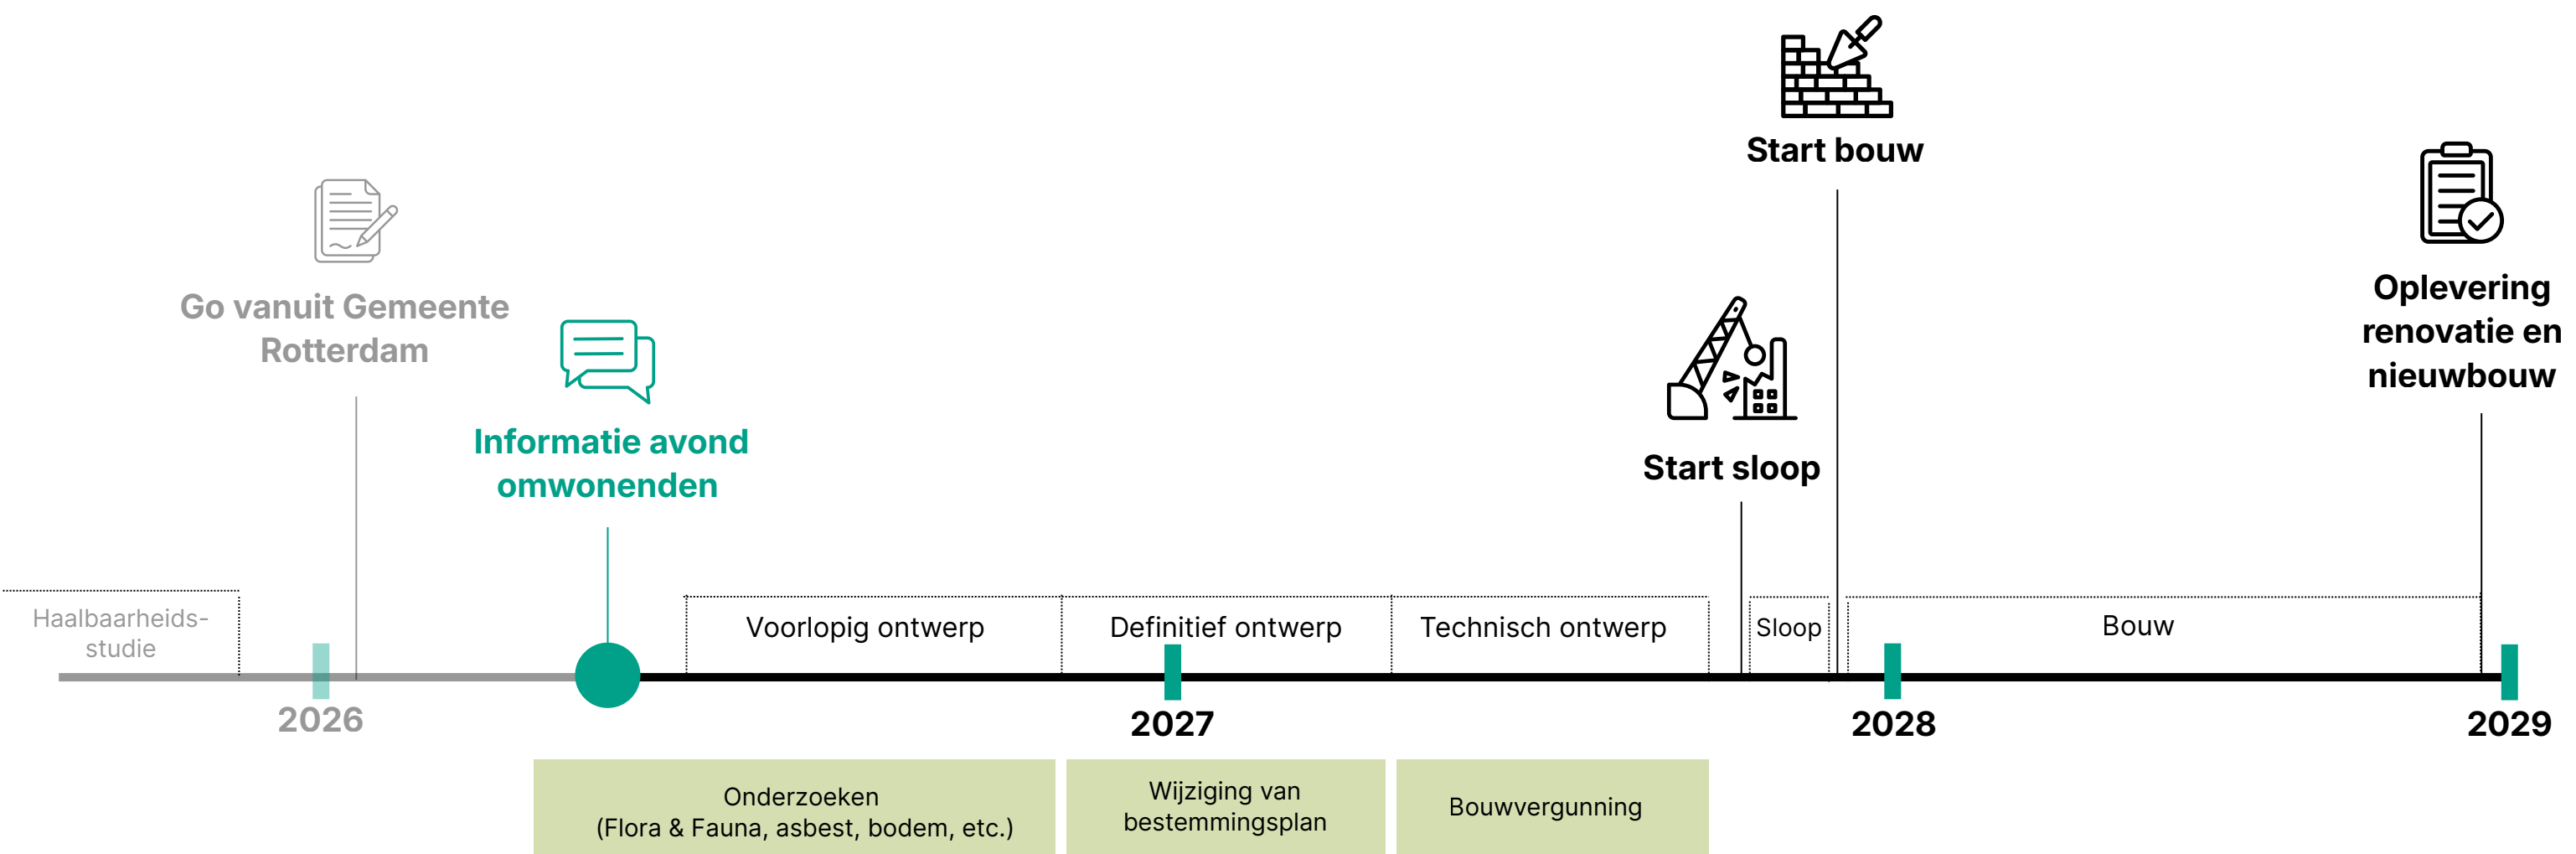 Start bouw
Go vanuit Gemeente
Rotterdam
Informatie avond
omwonenden
Start sloop
Oplevering
renovatie en
nieuwbouw
Haalbaarheids-
studie
Voorlopig ontwerp
Definitief ontwerp
Technisch ontwerp
Sloop
Bouw
2026
2027
2028
2029
Onderzoeken
(Flora & Fauna, asbest, bodem, etc.)
Wijziging van
bestemmingsplan
Bouwvergunning